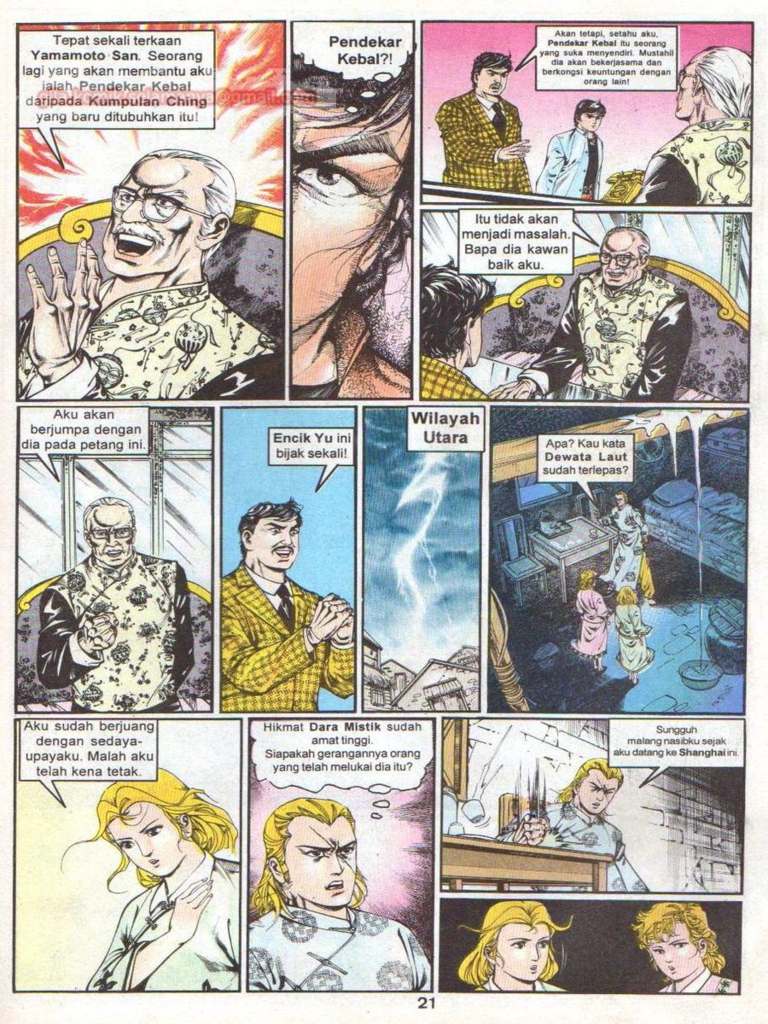 Tepat sekali terkaan
Yamamoto San. Seorang
lagi yang akan membantu aku
ialah Pendekar Kebal
daripada Kumpulan Ching
yang baru ditubuhkan itu!
Pendekar
Kebal?!
Akan tetapi, setahu aku,
Pendekar Kebal itu seorang
yang suka menyendiri. Mustahil
dia akan bekerjasama dan
berkongsi keuntungan dengan
orang lain!
Itu tidak akan
menjadi masalah.
Bapa dia kawan
baik aku.
Aku akan
berjumpa dengan
dia pada petang ini.
Encik Yu ini
bijak sekali!
Wilayah
Utara
Apa? Kau kata
Dewata Laut
sudah terlepas?
Aku sudah berjuang
dengan sedaya-
upayaku. Malah aku
telah kena tetak.
Hikmat Dara Mistik sudah
amat tinggi.
Siapakah gerangannya orang
yang telah melukai dia itu?
Sungguh
malang nasibku sejak
aku datang ke Shanghai ini.
21